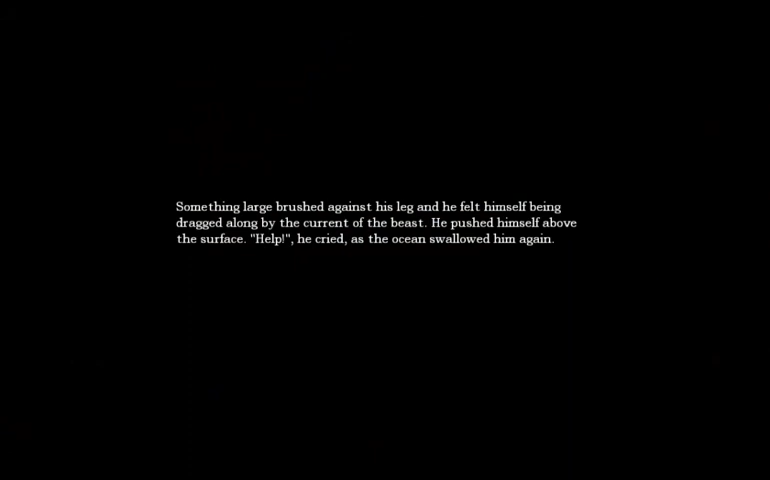 Something large brushed against his leg and he felt himself being
dragged along by the current of the beast. He pushed himself above
the surface. "Help!", he cried, as the ocean swallowed him again.